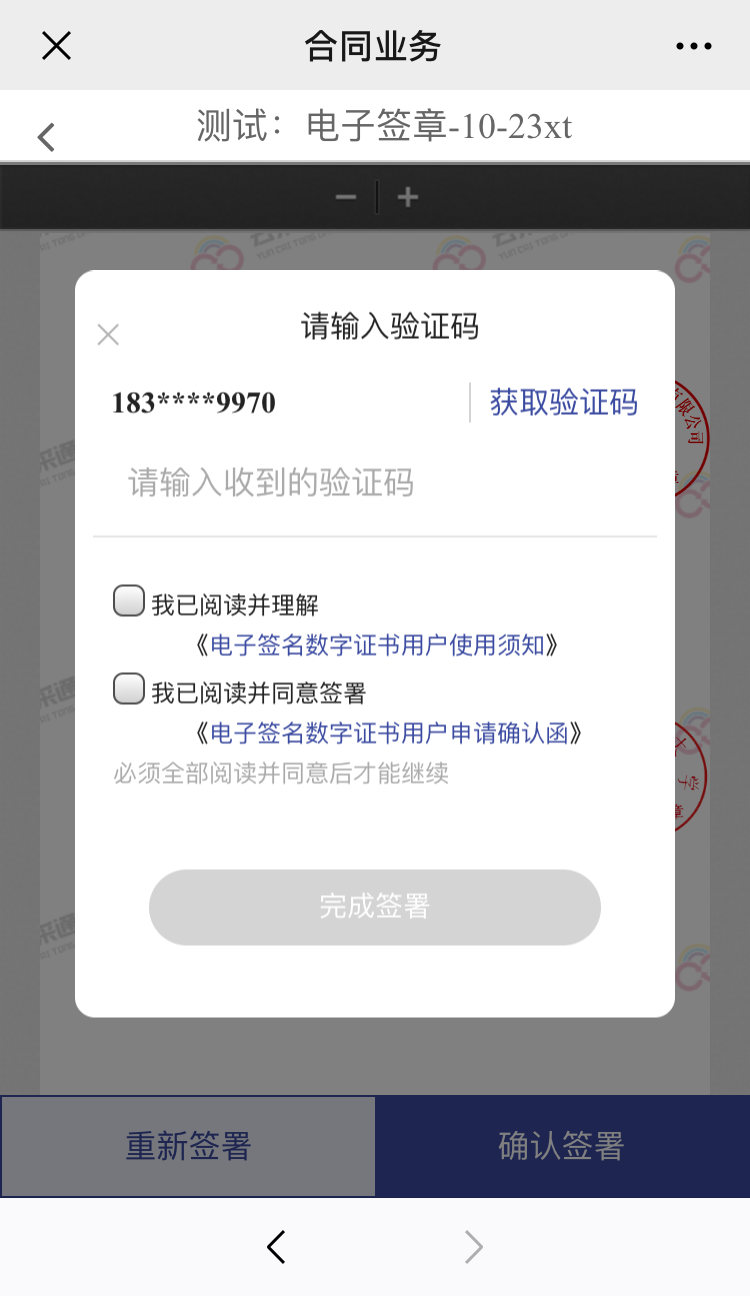 合同业务
测试：电子签章-10-23xt
请输入验证码
183****9970
获取验证码
请输入收到的验证码
我已阅读并理解
《电子签名数字证书用户使用须知》
我已阅读并同意签署
《电子签名数字证书用户申请确认函》
必须全部阅读并同意后才能继续
完成签署
重新签署
确认签署